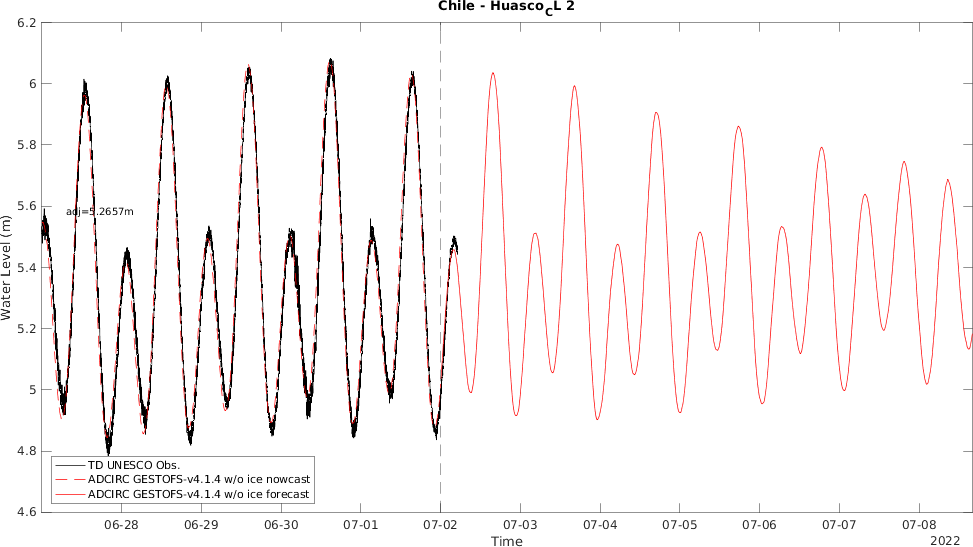 Chile - Huasco_CL 2
6.2
6
5.8
5.6
5.4
5.2
5
4.8
4.6
Water Level (m)
adj=5.2657m
TD UNESCO Obs.
ADCIRC GESTOFS-v4.1.4 w/o ice nowcast
ADCIRC GESTOFS-v4.1.4 w/o ice forecast
06-28 06-29 06-30 07-01 07-02 07-03 07-04 07-05 07-06 07-07 07-08
Time
2022